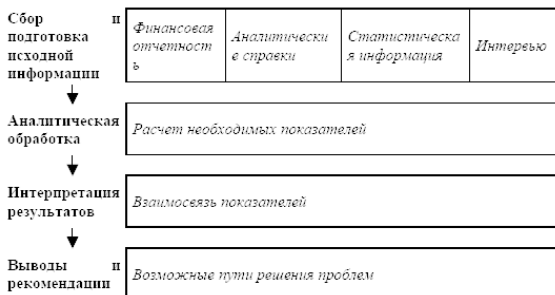 Сбор и
подготовка
исходной
информации
Финансовая
отчетност
ь
Аналитически
е справки
Статистическа
я информация
Интервью
Аналитическая
обработка
Расчет необходимых показателей
Интерпретация
результатов
Взаимосвязь показателей
Выводы и
рекомендации
Возможные пути решения проблем